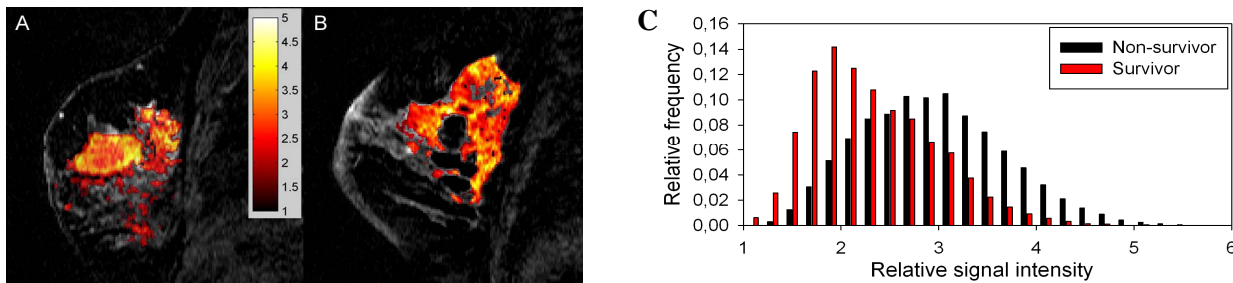 A
5
4.5
4
3.5
3
2.5
2
1.5
1
B
C
0,16
0,14
0,12
0,10
0,08
0,06
0,04
0,02
0,00
Relative frequency
Non-survivor
Survivor
1 2 3 4 5 6
Relative signal intensity